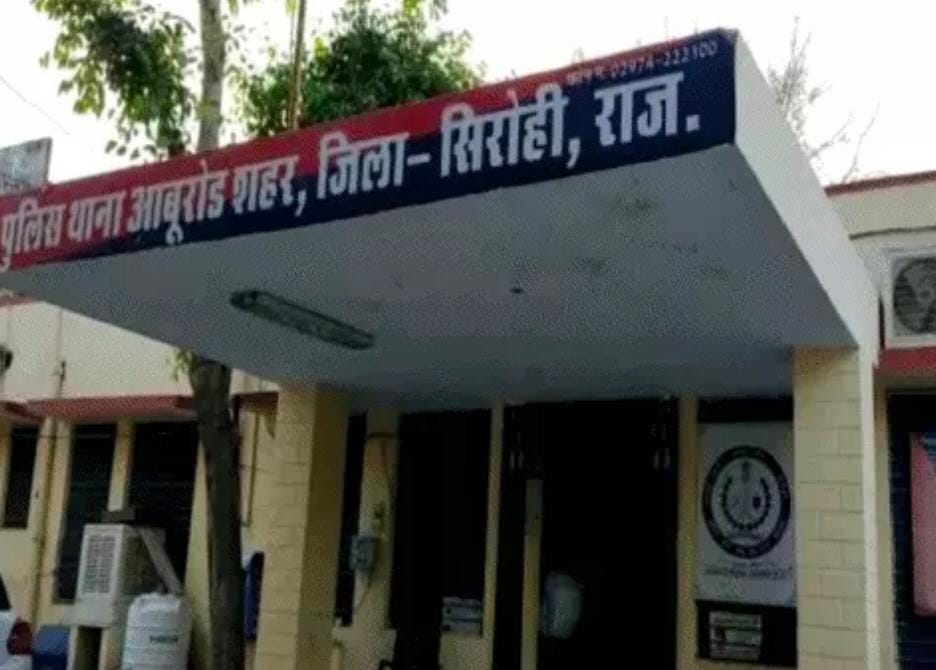 फोन नं. 02974-222100
पुलिस थाना आबूरोड शहर, जिला- सिरोही, राज.